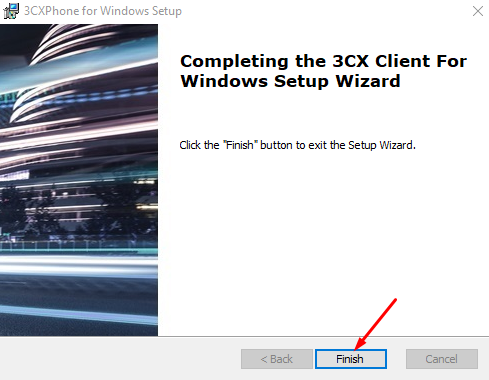 3CXPhone for Windows Setup
Completing the 3CX Client For
Windows Setup Wizard
Click the "Finish" button to exit the Setup Wizard.
< Back
Finish
Cancel